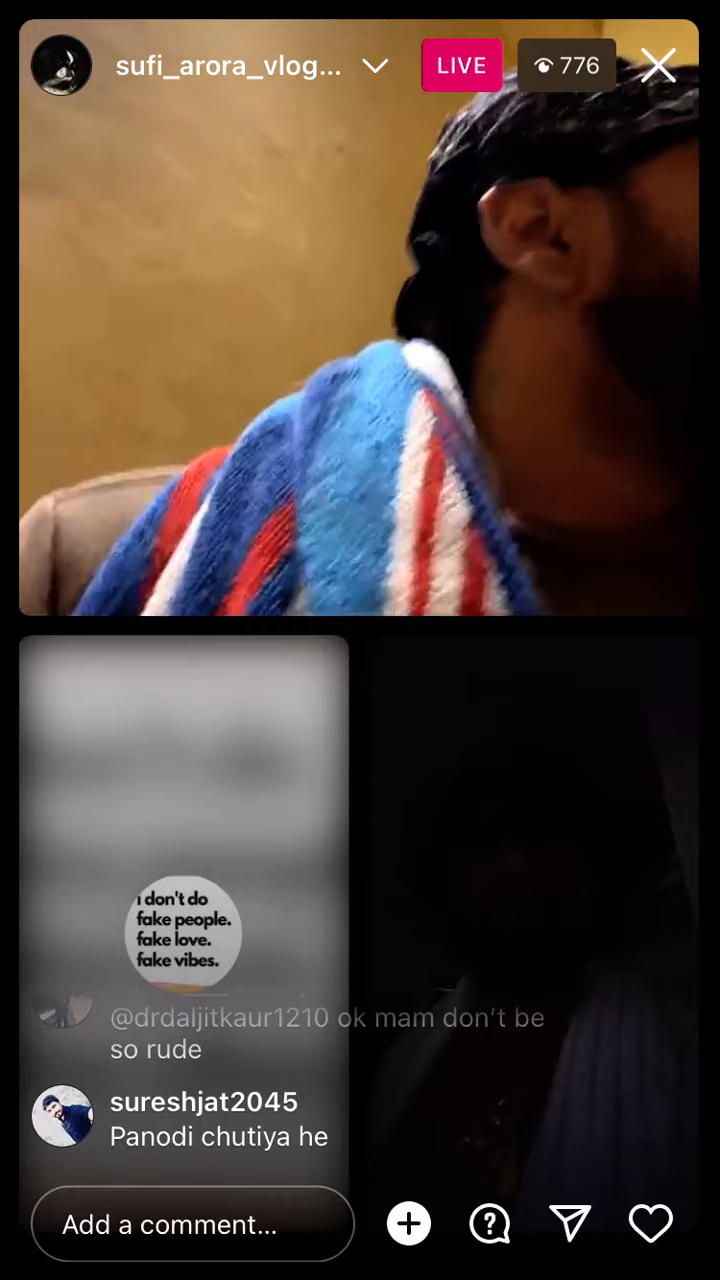 sufi_arora_vlog...
LIVE
776
i don't do
fake people.
fake love.
fake vibes.
@drdaljitkaur1210 ok mam don't be
so rude
sureshjat2045
Panodi chutiya he
Add a comment...